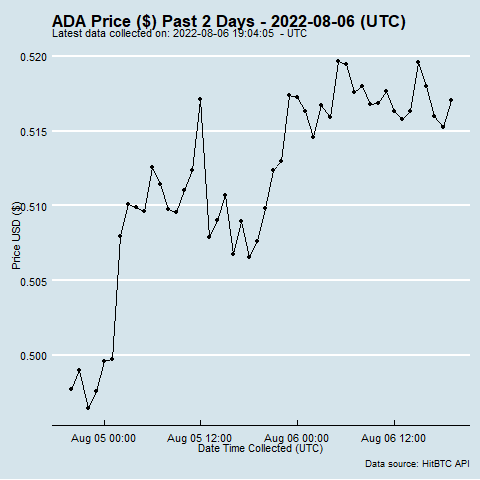 ADA Price ($) Past 2 Days - 2022-08-06 (UTC)
Latest data collected on: 2022-08-06 19:04:05 - UTC
0.520
0.515
0.510
0.505
0.500
Price USD ($)
Aug 05 00:00
Aug 05 12:00
Aug 06 00:00
Aug 06 12:00
Date Time Collected (UTC)
Data source: HitBTC API